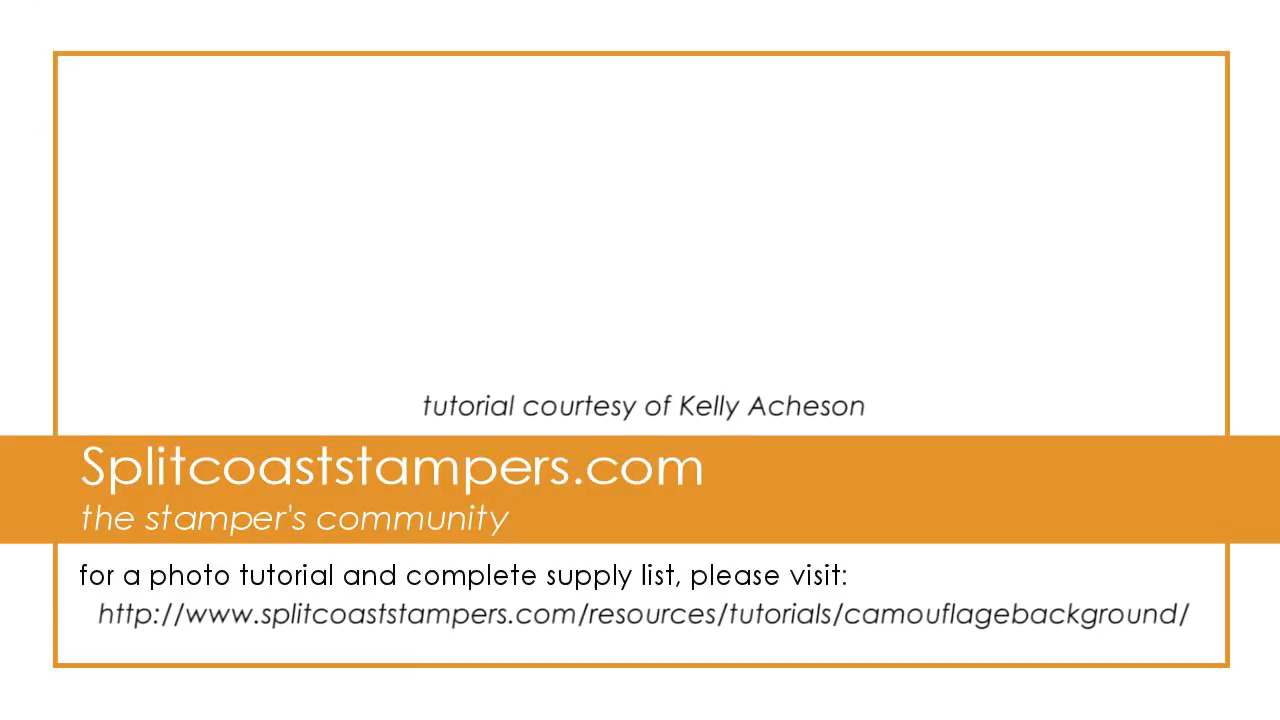 tutorial courtesy of Kelly Acheson
Splitcoaststampers.com
the stamper's community
for a photo tutorial and complete supply list, please visit:
http://www.splitcoaststampers.com/resources/tutorials/camouflagebackground/